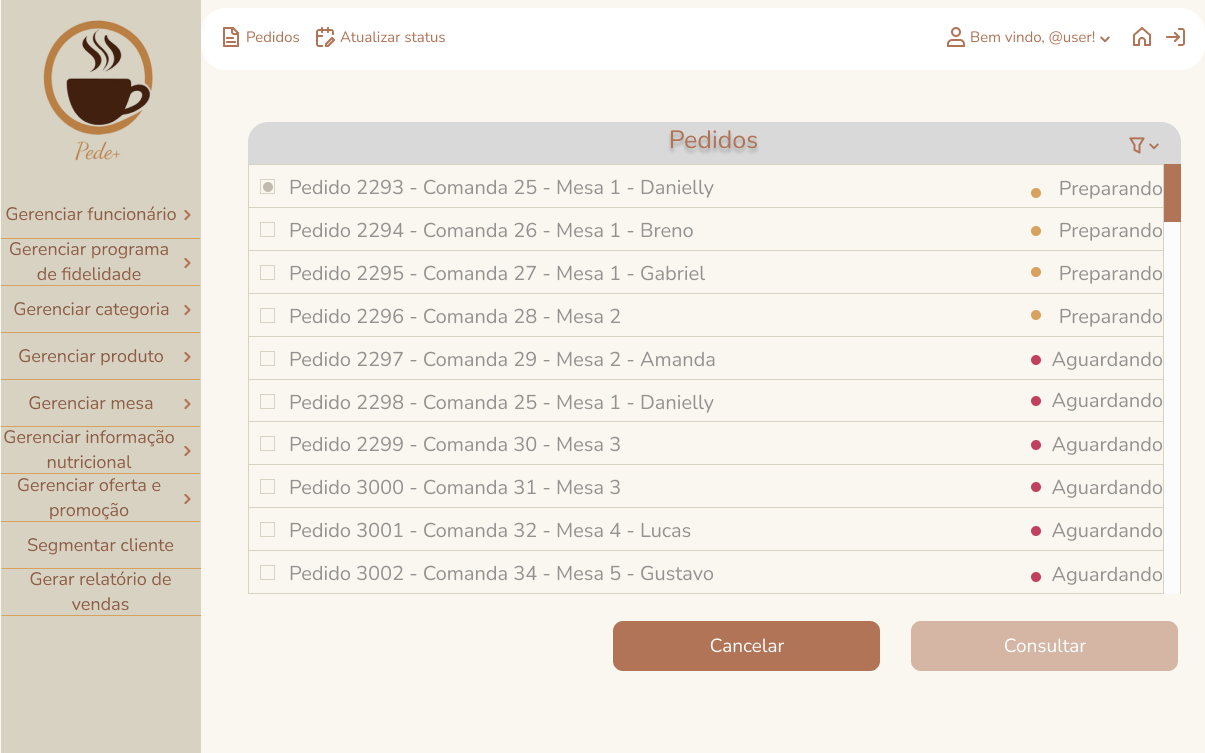 Pede+
Pedidos
Atualizar status
Bem vindo, @user!
Gerenciar funcionário
Gerenciar programa
de fidelidade
Gerenciar categoria
Gerenciar produto
Gerenciar mesa
Gerenciar informação
nutricional
Gerenciar oferta e
promoção
Segmentar cliente
Gerar relatório de
vendas
Pedidos
Pedido 2293 - Comanda 25 - Mesa 1 - Danielly Preparando
Pedido 2294 - Comanda 26 - Mesa 1 - Breno Preparando
Pedido 2295 - Comanda 27 - Mesa 1 - Gabriel Preparando
Pedido 2296 - Comanda 28 - Mesa 2 Preparando
Pedido 2297 - Comanda 29 - Mesa 2 - Amanda Aguardando
Pedido 2298 - Comanda 25 - Mesa 1 - Danielly Aguardando
Pedido 2299 - Comanda 30 - Mesa 3 Aguardando
Pedido 3000 - Comanda 31 - Mesa 3 Aguardando
Pedido 3001 - Comanda 32 - Mesa 4 - Lucas Aguardando
Pedido 3002 - Comanda 34 - Mesa 5 - Gustavo Aguardando
Cancelar
Consultar